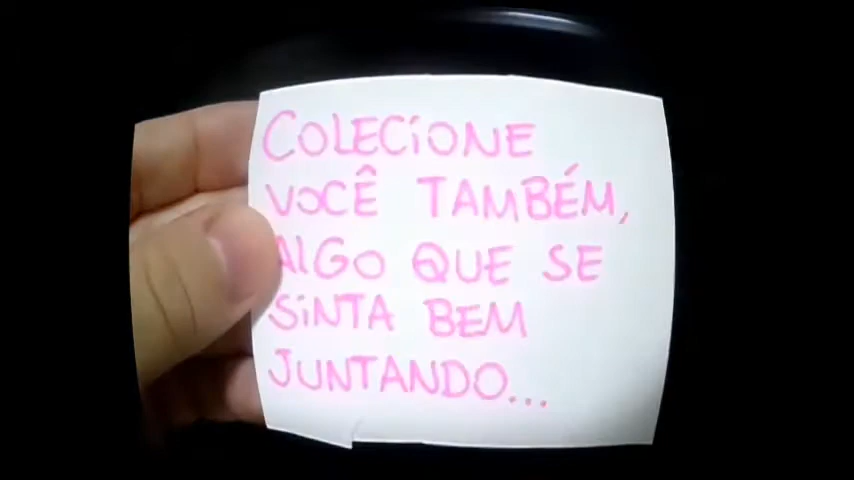 COLECIONE
VOCÊ TAMBÉM,
ALGO QUE SE
SINTA BEM
JUNTANDO...